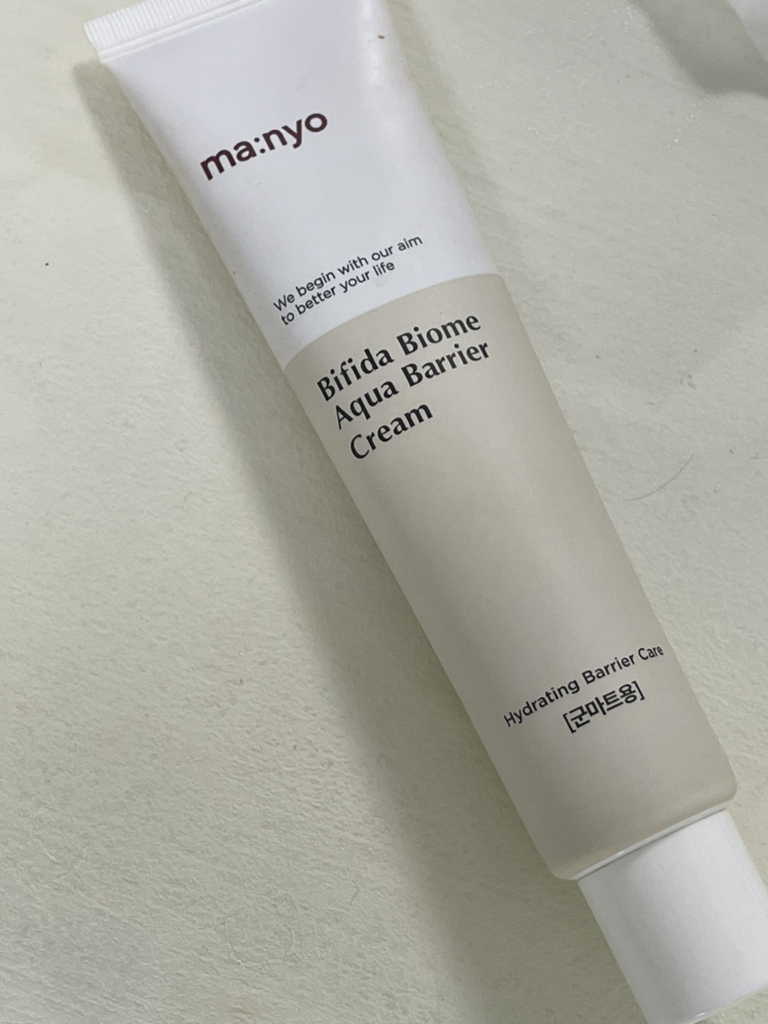 ma:nyo
We begin with our aim
to better your life
Bifida Biome
Aqua Barrier
Cream
Hydrating Barrier Care
[군마트용]